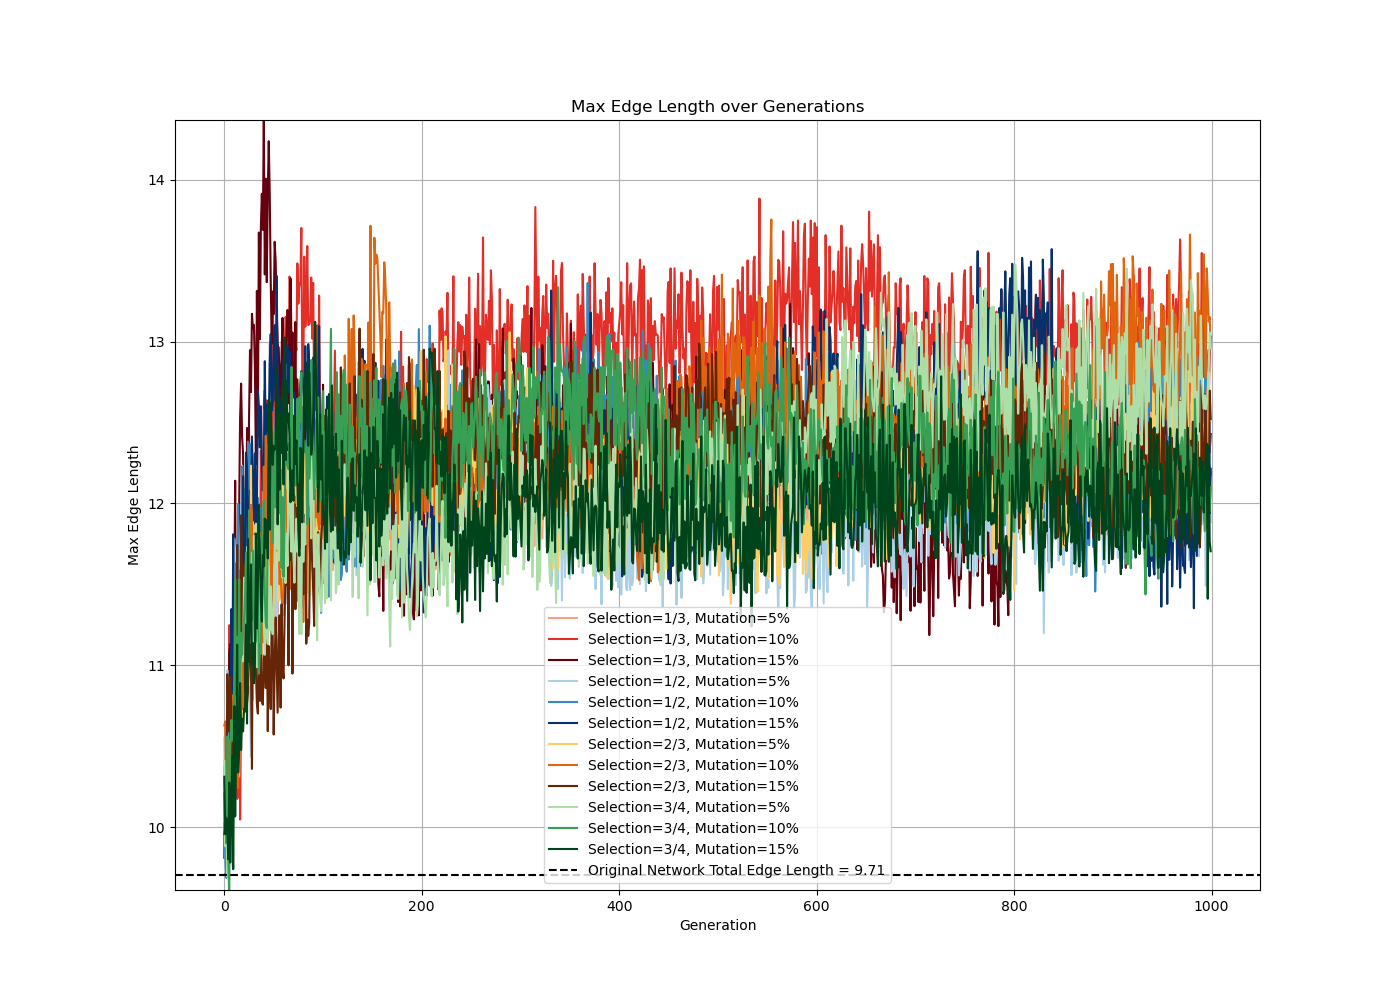 Max Edge Length over Generations
14
13
12
11
10
Max Edge Length
Selection=1/3, Mutation=5%
Selection=1/3, Mutation=10%
Selection=1/3, Mutation=15%
Selection=1/2, Mutation=5%
Selection=1/2, Mutation=10%
Selection=1/2, Mutation=15%
Selection=2/3, Mutation=5%
Selection=2/3, Mutation=10%
Selection=2/3, Mutation=15%
Selection=3/4, Mutation=5%
Selection=3/4, Mutation=10%
Selection=3/4, Mutation=15%
Original Network Total Edge Length = 9.71
0 200 400 600 800 1000
Generation